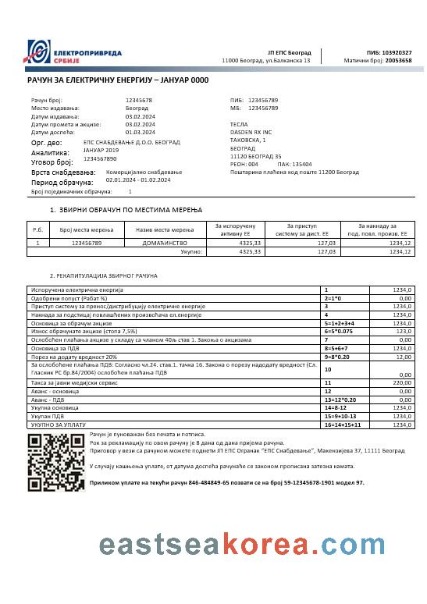 ЕЛЕКТРОПРИВРЕДА
СРБИЈЕ
ЈП ЕПС Београд
11000 Београд, ул.Балканска 13
ПИБ: 103920327
Матични број 20053658
РАЧУН ЗА ЕЛЕКТРИЧНУ ЕНЕРГИЈУ – ЈАНУАР 0000
Рачун број: 12345678
Место издавања: Београд
Датум издавања: 03.02.2024
Датум промета и акцизе: 03.02.2024
Датум доспећа: 01.03.2024
Орг. део: ЕПС СНАБДЕВАЊЕ Д.О.О. БЕОГРАД
Аналитика: ЈАНУАР 2019
Уговор број: 1234567890
Врста снабдевања: Комерцијално снабдевање
Период обрачуна: 02.01.2024 - 01.02.2024
Број појединачних обрачуна: 1
ПИБ: 123456789
МБ: 123456789
ТЕСЛА
DASDEN RK INC
ТАКОВСКА, 1
БЕОГРАД
11120 БЕОГРАД 35
РЕОН: 004 ПАК: 135404
Поштарина плаћена код поште 11200 Београд
1. ЗБИРНИ ОБРАЧУН ПО МЕСТИМА МЕРЕЊА
Р.б. Број места мерења Назив места мерења За испоручену активну ЕЕ За приступ систему за дист. ЕЕ За накнаду за под. повл. произв. ЕЕ
1 123456789 ДОМАЋИНСТВО 4325,33 127,03 1234,12
Укупно: 4325,33 127,03 1234,12
2. РЕКАПИТУЛАЦИЈА ЗБИРНОГ РАЧУНА
Испоручена електрична енергија 1 1234,0
Одобрени попуст (Рабат %) 2=1*0 0,00
Приступ систему за пренос/дистрибуцију електричне енергије 3 1234,0
Накнада за подстицај повлашћених произвођача ел.енергије 4 1234,0
Основица за обрачун акцизе 5=1+2+3+4 1234,0
Износ обрачунате акцизе (стопа 7,5%) 6=5*0.075 123,0
Ослобођен плаћања акцизе у складу са чланом 40њ став 1. Закона о акцизама 7 0,00
Основица за ПДВ 8=5+6+7 1234,0
Порез на додату вредност 20% 9=8*0.20 12,00
За ослобођење плаћања ПДВ: Согласно чл.24. став.1. тачка 16. Закона о порезу на додату вредност (Сл. Гласник РС бр.84/2004) ослобођен плаћања ПДВ 10 0,00
Такса за јавни медијски сервис 11 220,00
Аванс - основица 12 0,00
Аванс - ПДВ 13=12*0.20 0,00
Укупна основица 14=8-12 1234,0
Укупан ПДВ 15=9+10-13 1234,0
УКУПНО ЗА УПЛАТУ 16=14+15+11 1234,0
Рачун је пуноважан без печата и потписа.
Рок за рекламацију по овом рачуну је 8 дана од дана пријема рачуна.
Приговор у вези са рачуном можете поднети ЈП ЕПС Огранак "ЕПС Снабдевање", Макензијева 37, 11111 Београд
У случају кашњења уплате, од датума доспећа рачунаће се законом прописана затезна камата.
Приликом уплате на текући рачун 846-484849-65 позвати се на број 59-12345678-1901 модел 97.
eastseakorea.com